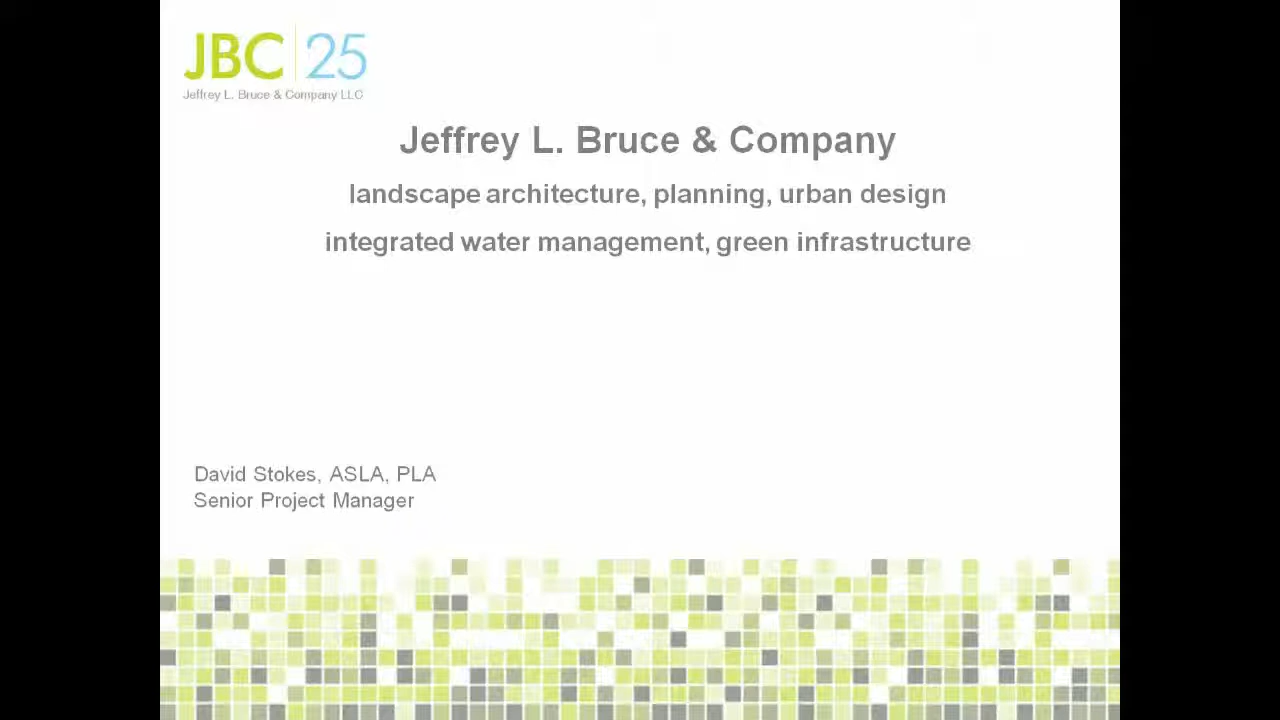 JBC 25
Jeffrey L. Bruce & Company LLC
Jeffrey L. Bruce & Company
landscape architecture, planning, urban design
integrated water management, green infrastructure
David Stokes, ASLA, PLA
Senior Project Manager